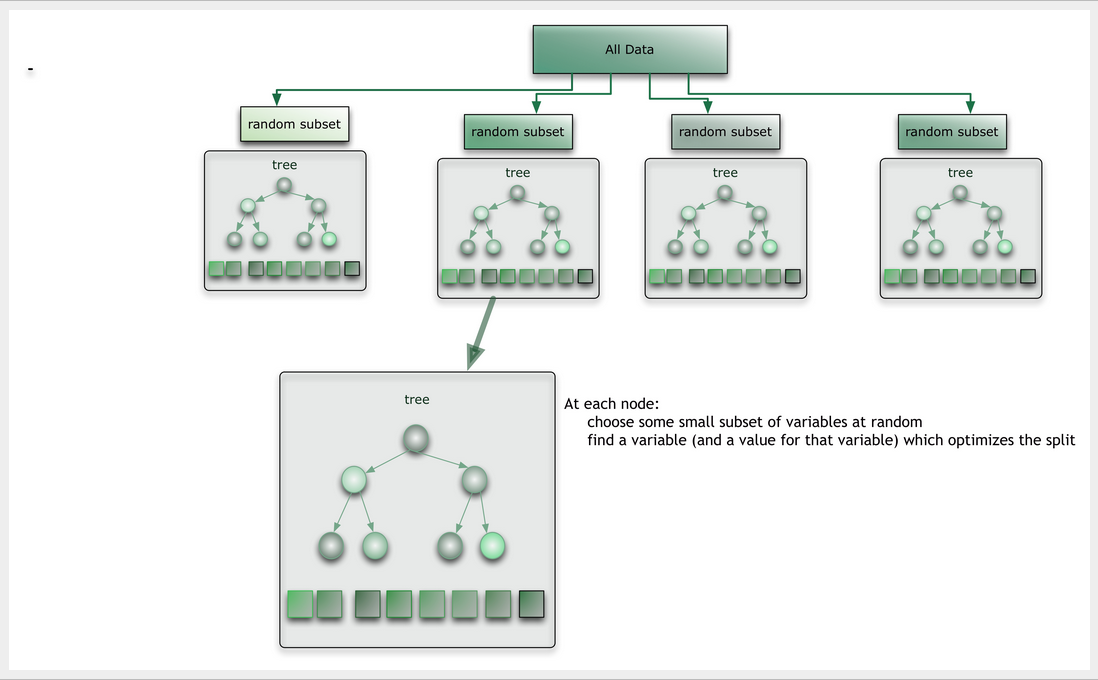 All Data
-
random subset
random subset
random subset
random subset
tree
tree
tree
tree
tree
At each node:
choose some small subset of variables at random
find a variable (and a value for that variable) which optimizes the split